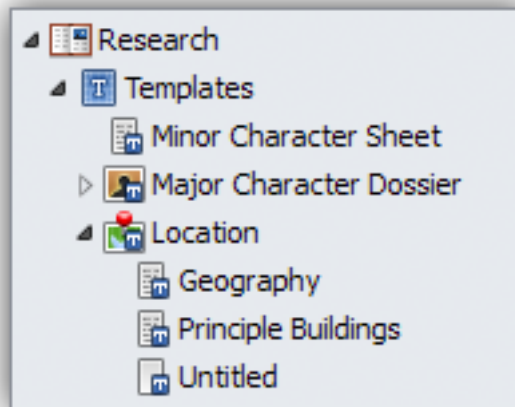 Research
Templates
Minor Character Sheet
Major Character Dossier
Location
Geography
Principle Buildings
Untitled